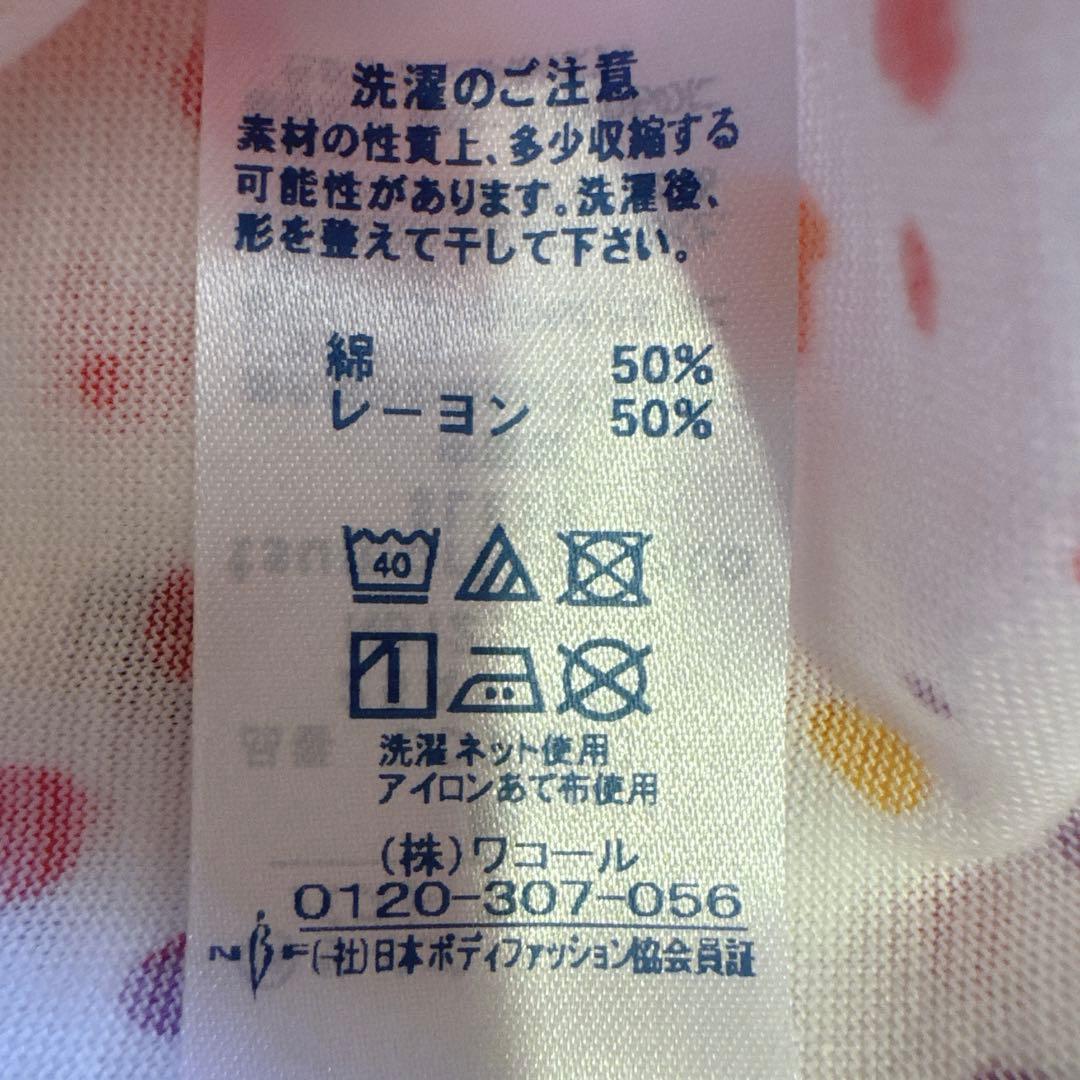 洗濯のご注意
素材の性質上、多少収縮する
可能性があります。洗濯後、
形を整えて干して下さい。
綿 50%
レーヨン 50%
40
洗濯ネット使用
アイロンあて布使用
(株)ワコール
0120-307-056
NBF(一社)日本ボディファッション協会員証